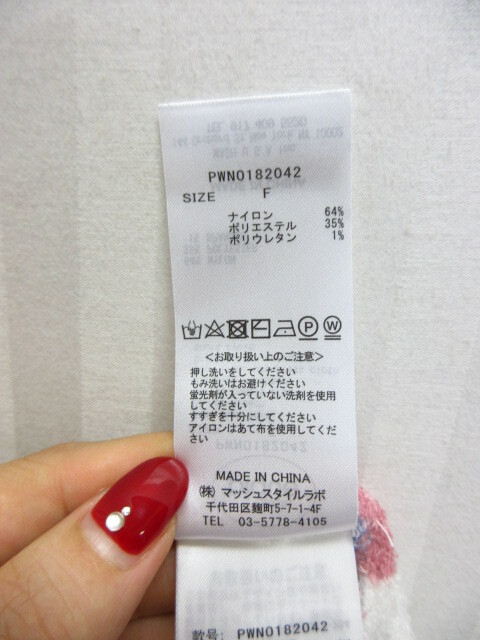 PWNO182042
SIZE F
ナイロン 64%
ポリエステル 35%
ポリウレタン 1%
P W
<お取り扱い上のご注意>
押し洗いをしてください
もみ洗いはお避けください
蛍光剤が入っていない洗剤を使用
してください
すすぎを十分にしてください
アイロンはあて布を使用してくだ
さい
MADE IN CHINA
(株) マッシュスタイルラボ
千代田区麹町5-7-1-4F
TEL 03-5778-4105
款号: PWNO182042